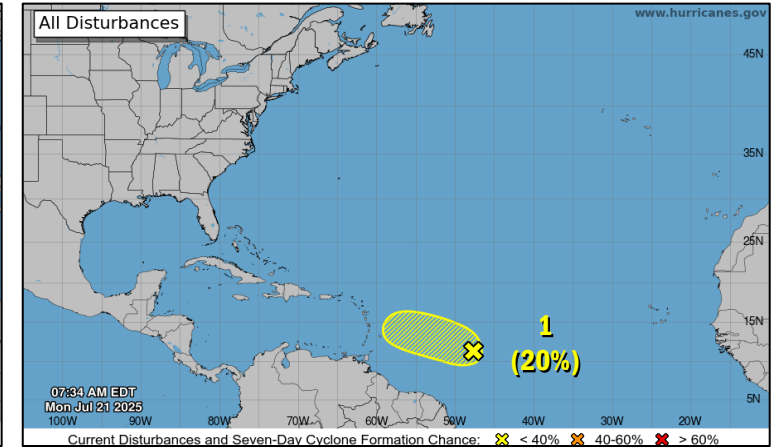 All Disturbances
www.hurricanes.gov
45N
35N
25N
15N
1
(20%)
07:34 AM EDT
Mon Jul 21 2025
5N
100W 90W 80W 70W 60W 50W 40W 30W 20W
Current Disturbances and Seven-Day Cyclone Formation Chance: < 40% 40-60% > 60%